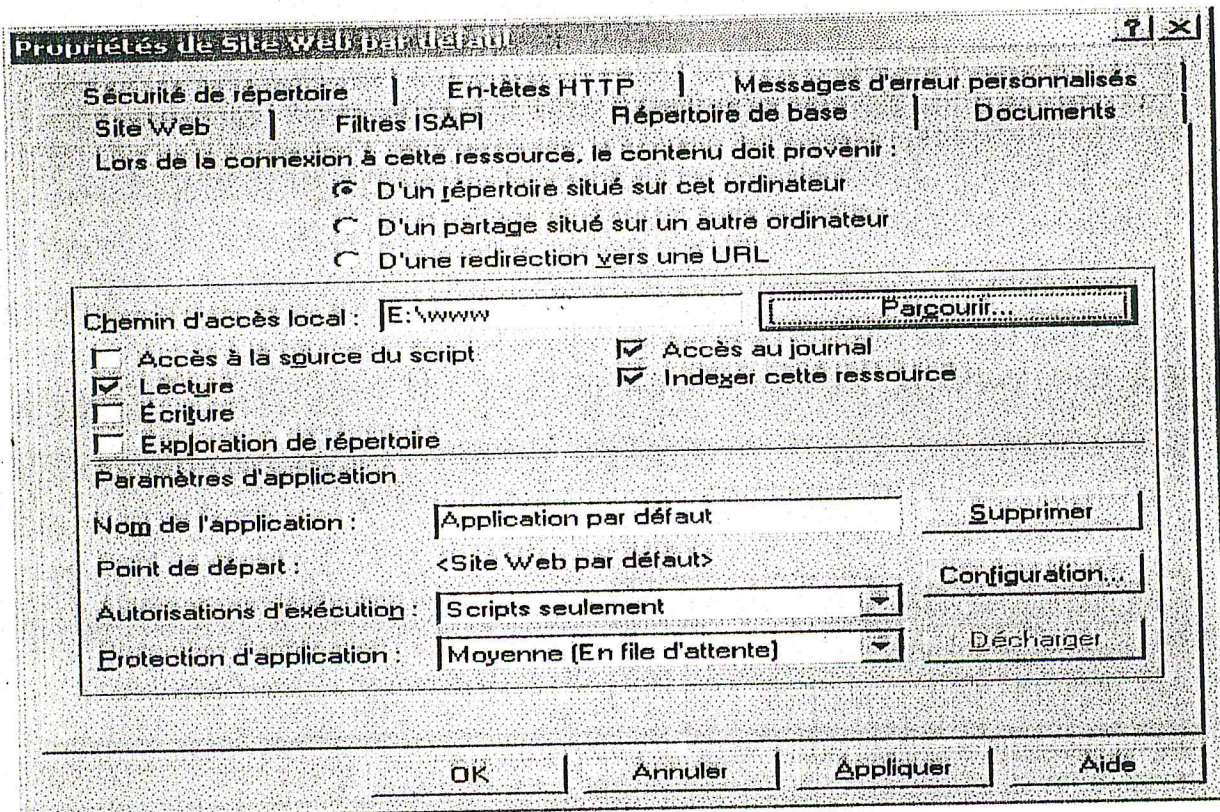 Propriétés de Site Web par défaut
Sécurité de répertoire En-têtes HTTP Messages d'erreur personnalisés
Site Web Filtres ISAPI Répertoire de base Documents
Lors de la connexion à cette ressource, le contenu doit provenir :
D'un répertoire situé sur cet ordinateur
D'un partage situé sur un autre ordinateur
D'une redirection vers une URL
Chemin d'accès local : E:\www Parcourir...
Accès à la source du script Accès au journal
Lecture Indexer cette ressource
Écriture
Exploration de répertoire
Paramètres d'application
Nom de l'application : Application par défaut Supprimer
Point de départ : <Site Web par défaut> Configuration...
Autorisations d'exécution : Scripts seulement
Protection d'application : Moyenne (En file d'attente) Décharger
OK Annuler Appliquer Aide